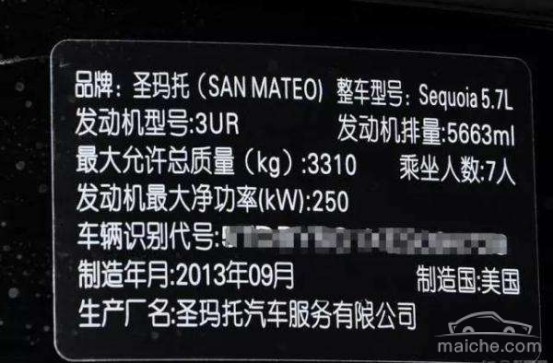 品牌：圣玛托（SAN MATEO） 整车型号：Sequoia 5.7L
发动机型号:3UR 发动机排量:5663ml
最大允许总质量（kg）:3310 乘坐人数:7人
发动机最大净功率(kW):250
车辆识别代号:
制造年月:2013年09月 制造国:美国
生产厂名:圣玛托汽车服务有限公司
maiche.com